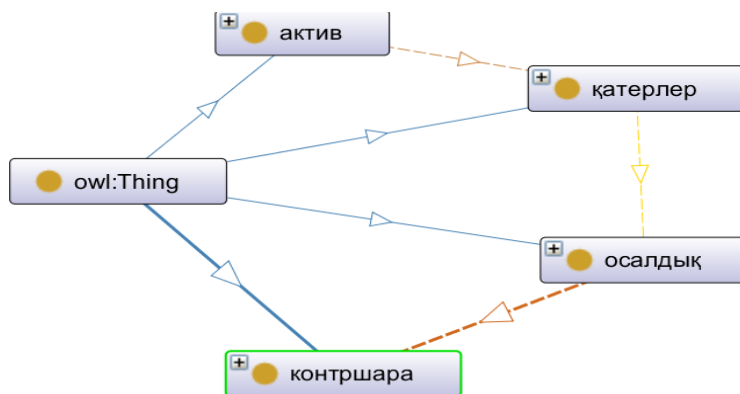 актив
қатерлер
owl:Thing
осалдық
контршара